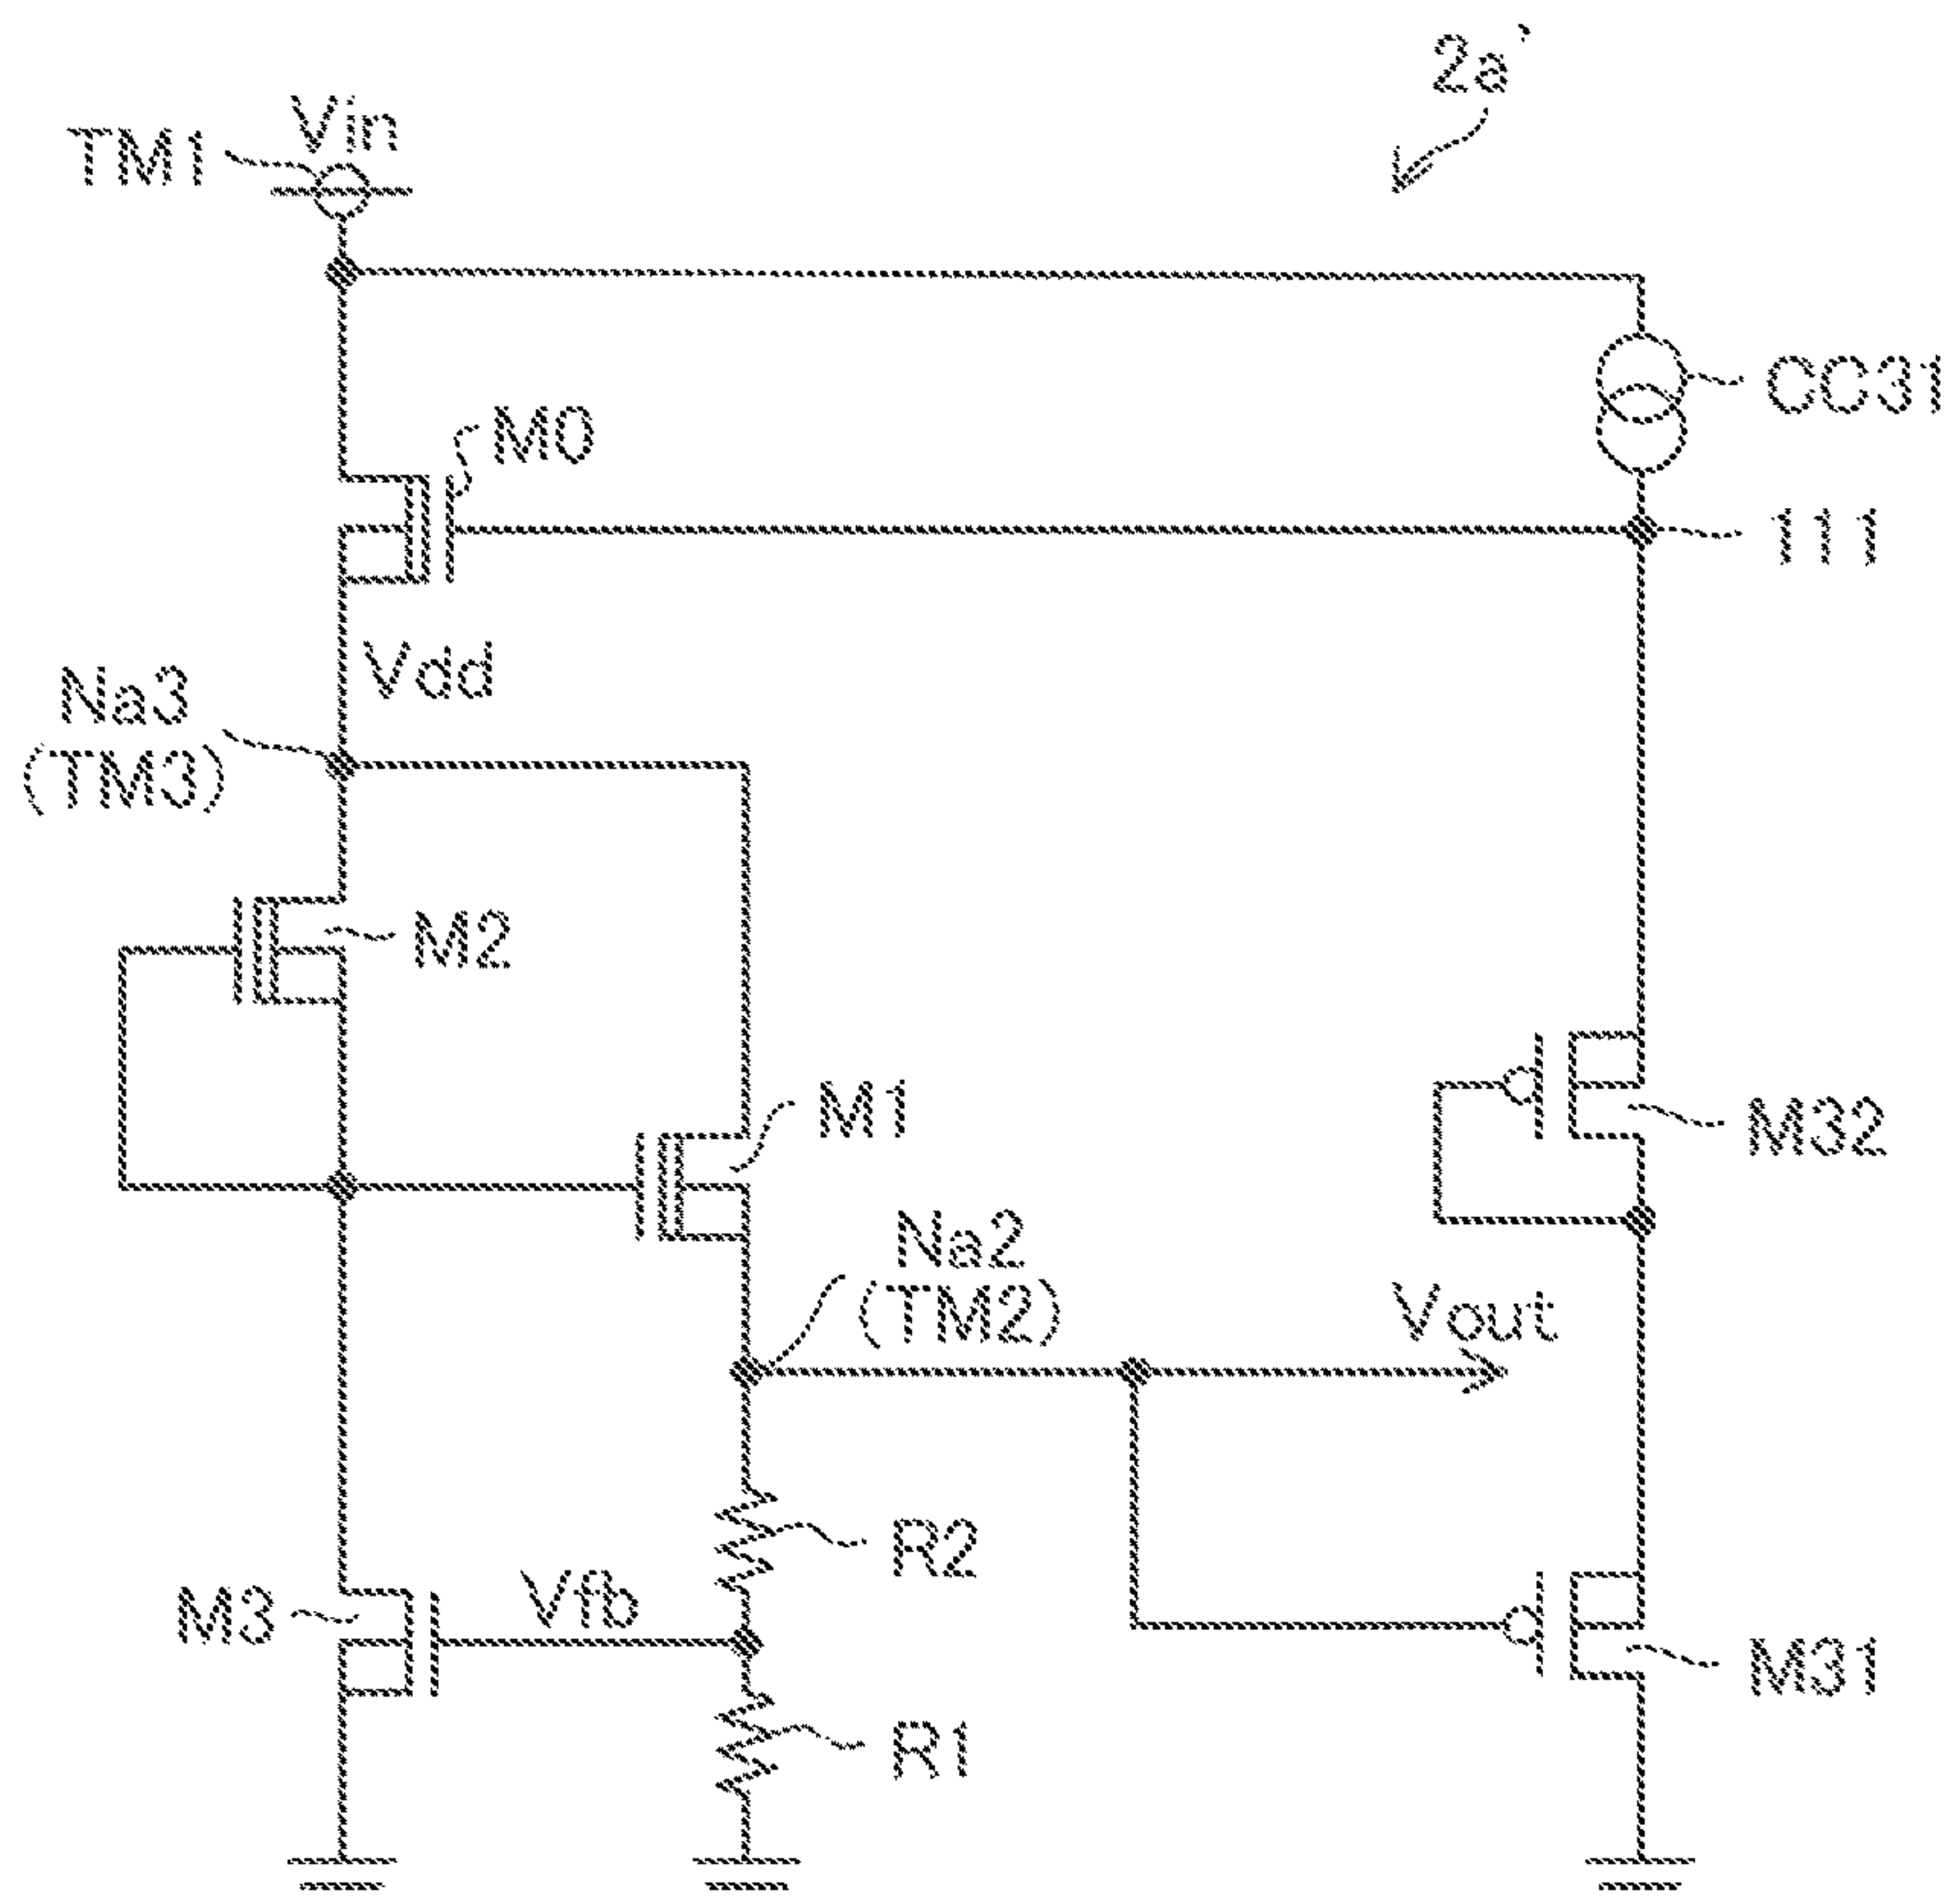 2a'
Vin
TM1
CC31
M0
111
Vdd
Na3
(TM3)
M2
M1
M32
Na2
(TM2)
Vout
R2
Vfb
M3
M31
R1